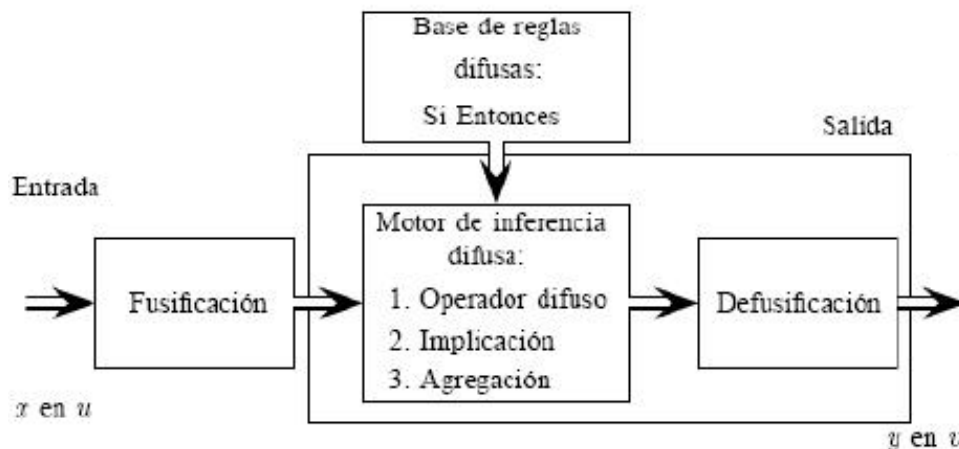 Base de reglas
difusas:
Si Entonces
Salida
Entrada
Motor de inferencia
difusa:
Fusificación
1. Operador difuso
2. Implicación
3. Agregación
Defusificación
x en u
y en v